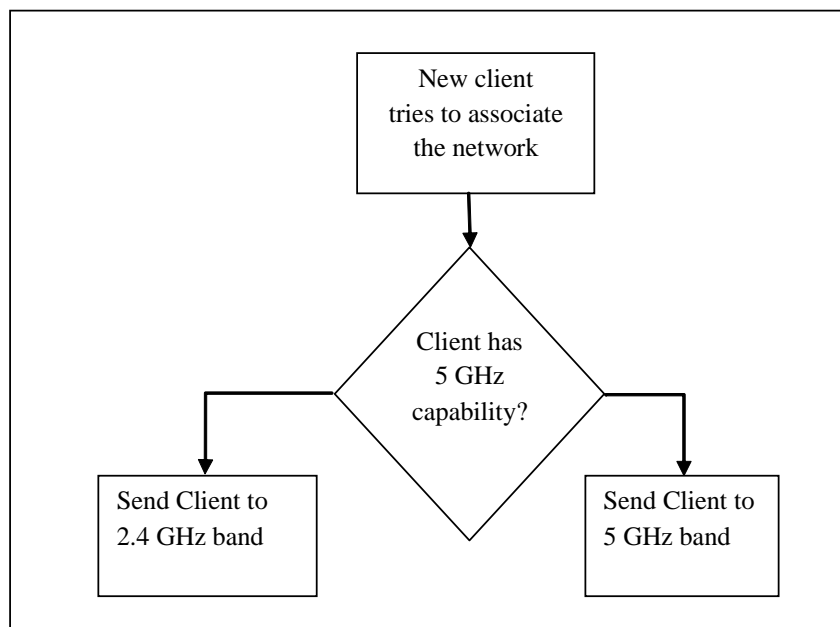 New client
tries to associate
the network
Client has
5 GHz
capability?
Send Client to
2.4 GHz band
Send Client to
5 GHz band